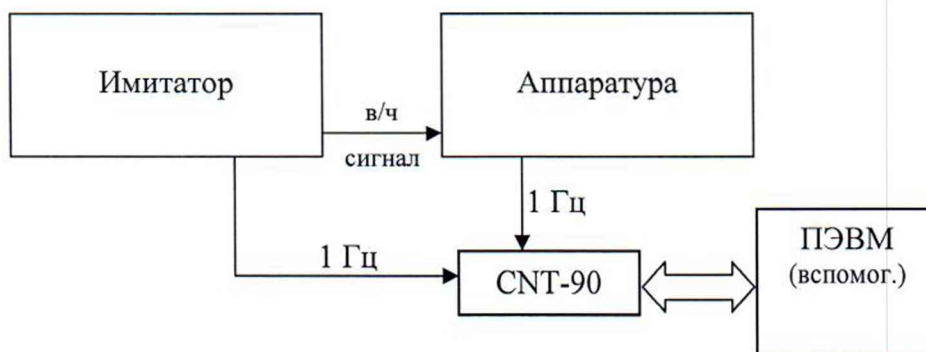 Имитатор
Аппаратура
в/ч
сигнал
1 Гц
1 Гц
CNT-90
ПЭВМ
(вспомог.)